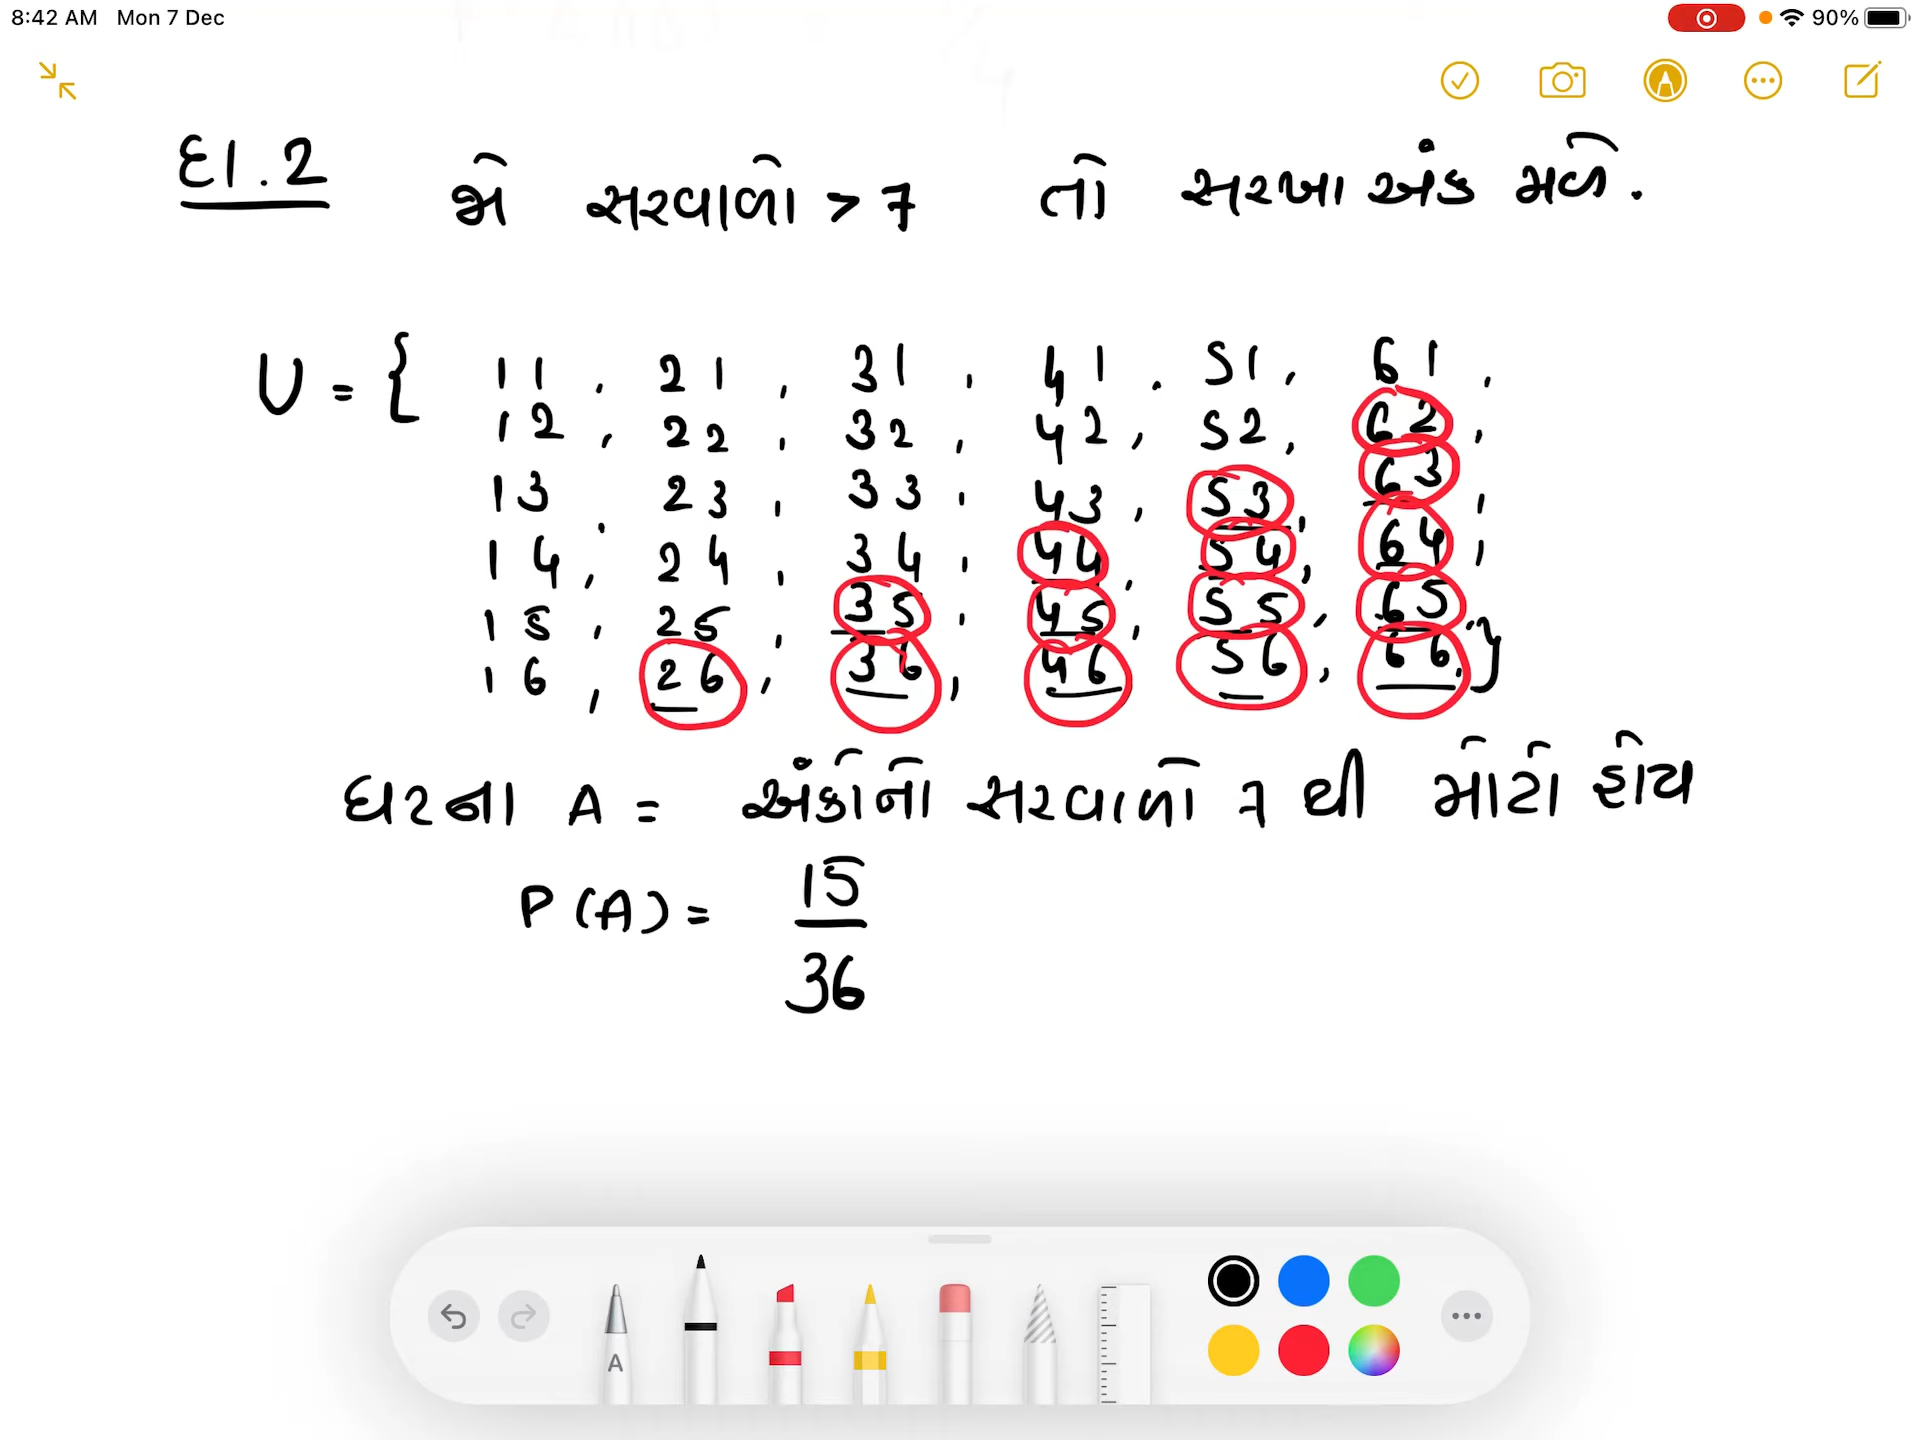 8:42 AM Mon 7 Dec 90%
દા.2 જો સરવાળો > 7 તો સરખા અંક મળે.
U = { 11, 21, 31, 41, 51, 61,
12, 22, 32, 42, 52, 62,
13, 23, 33, 43, 53, 63,
14, 24, 34, 44, 54, 64,
15, 25, 35, 45, 55, 65,
16, 26, 36, 46, 56, 66, }
ઘટના A = અંકોનો સરવાળો 7 થી મોટો હોય
P(A) = 15/36
A